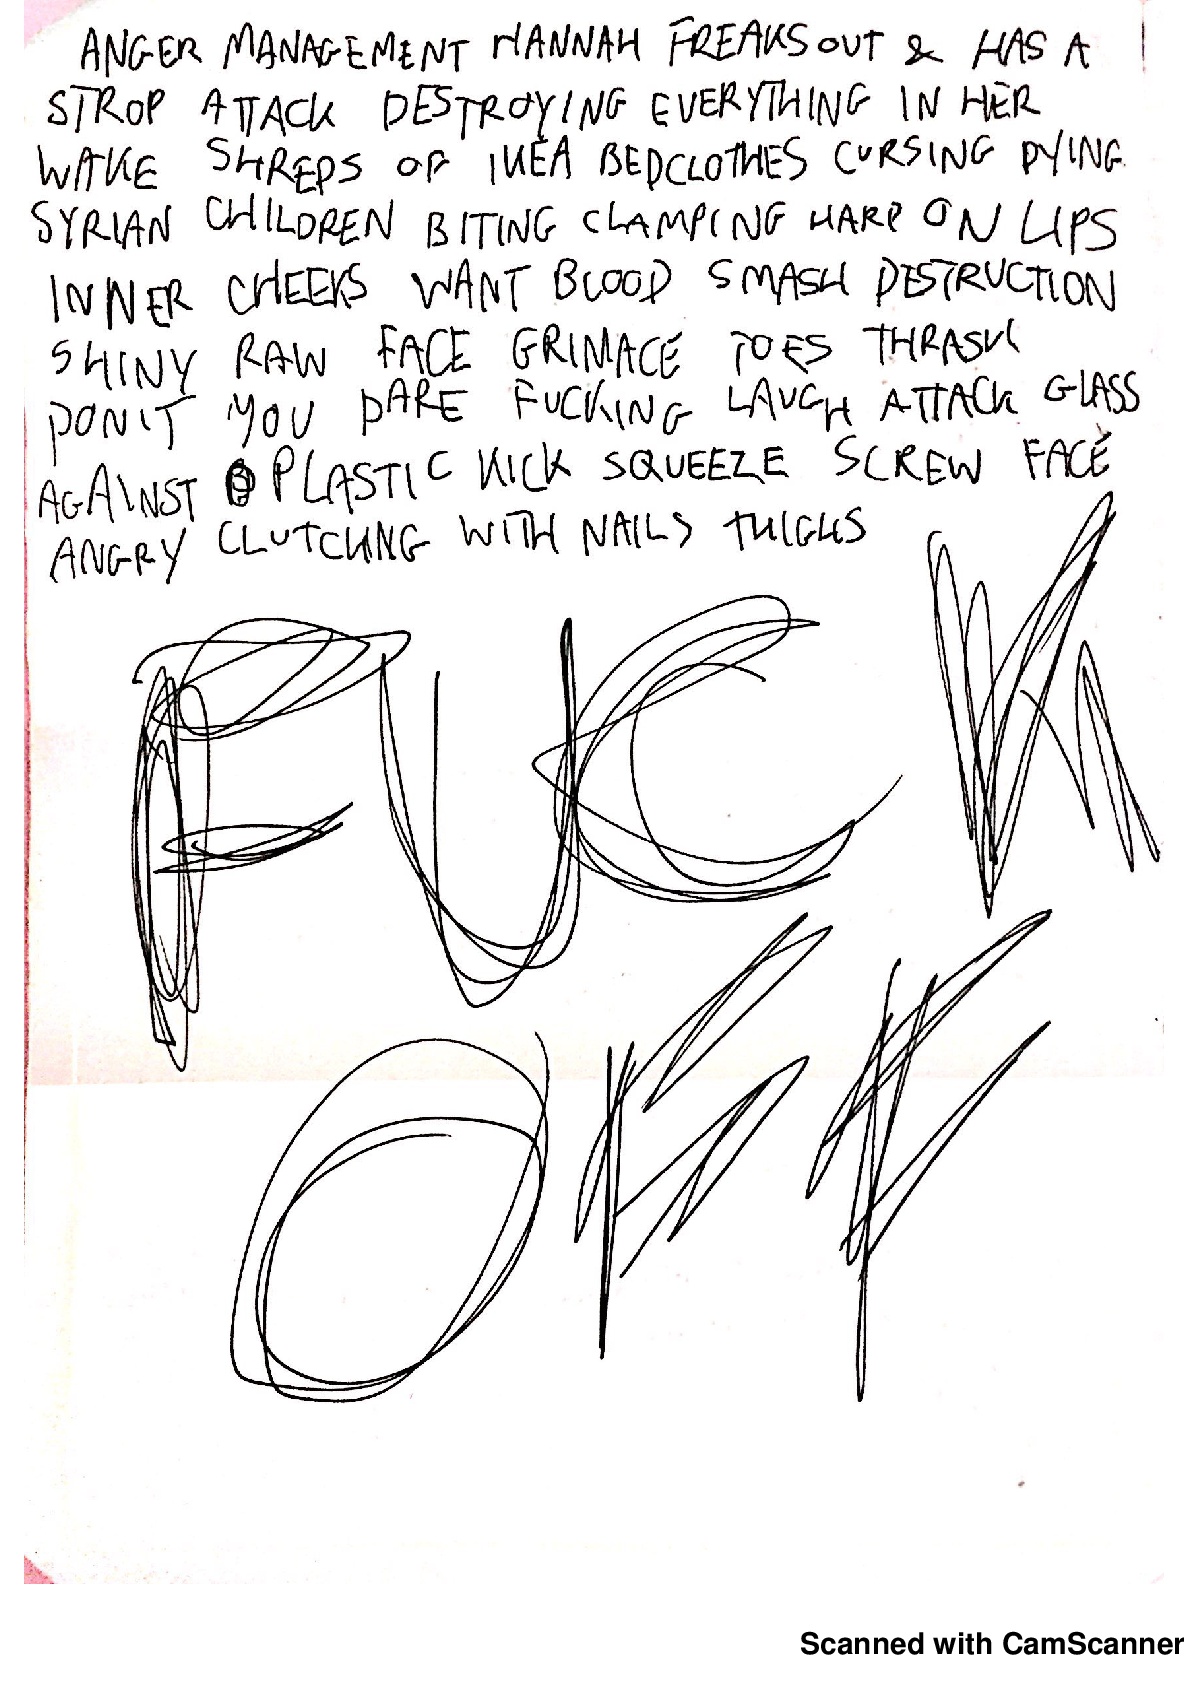 ANGER MANAGEMENT HANNAH FREAKS OUT & HAS A
STROP ATTACK DESTROYING EVERYTHING IN HER
WAKE SHREDS OF IKEA BEDCLOTHES CURSING DYING
SYRIAN CHILDREN BITING CLAMPING HARD ON LIPS
INNER CHEEKS WANT BLOOD SMASH DESTRUCTION
SHINY RAW FACE GRIMACE TOES THRASH
DON'T YOU DARE FUCKING LAUGH ATTACK GLASS
AGAINST PLASTIC KICK SQUEEZE SCREW FACE
ANGRY CLUTCHNG WITH NAILS THIGHS
FUCK
OFF
Scanned with CamScanner